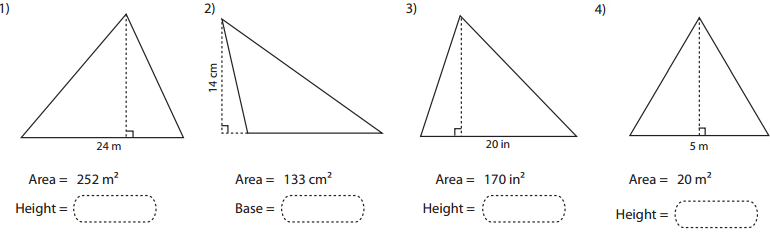 1)
24 m
Area = 252 m²
Height =
2)
14 cm
Area = 133 cm²
Base =
3)
20 in
Area = 170 in²
Height =
4)
5 m
Area = 20 m²
Height =